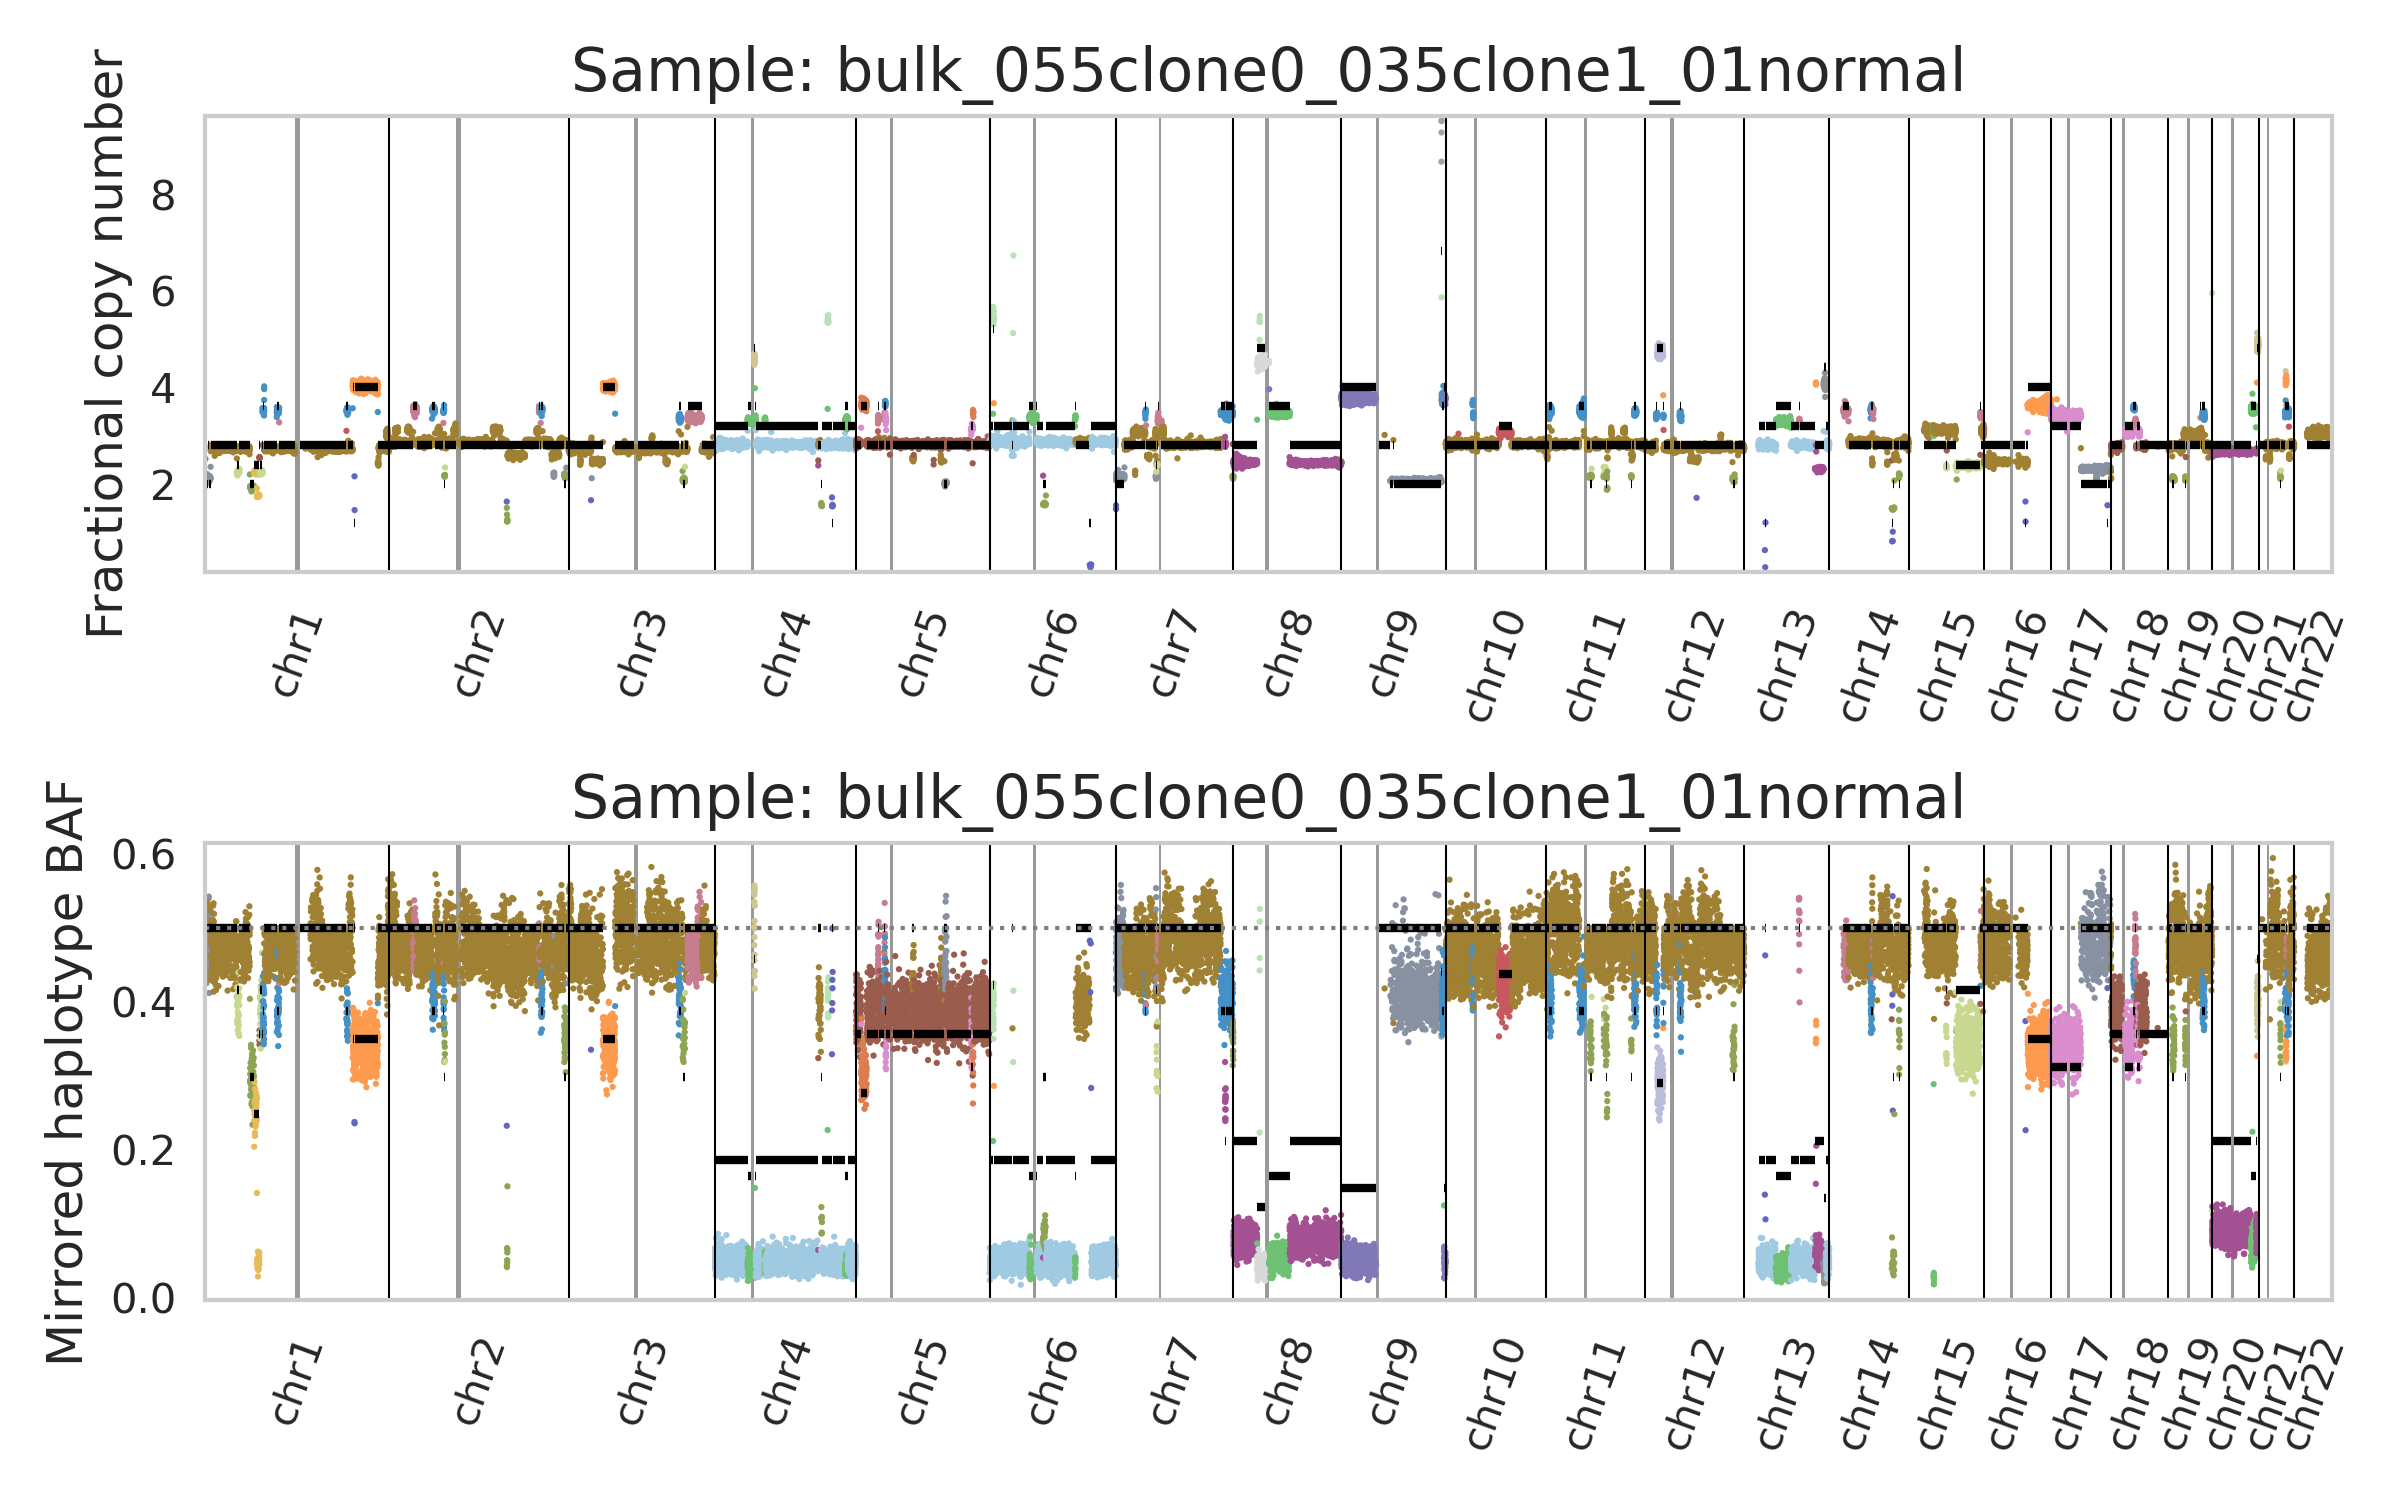 Sample: bulk_055clone0_035clone1_01normal
Fractional copy number
8
6
4
2
chr1
chr2
chr3
chr4
chr5
chr6
chr7
chr8
chr9
chr10
chr11
chr12
chr13
chr14
chr15
chr16
chr17
chr18
chr19
chr20
chr21
chr22
Sample: bulk_055clone0_035clone1_01normal
Mirrored haplotype BAF
0.6
0.4
0.2
0.0
chr1
chr2
chr3
chr4
chr5
chr6
chr7
chr8
chr9
chr10
chr11
chr12
chr13
chr14
chr15
chr16
chr17
chr18
chr19
chr20
chr21
chr22